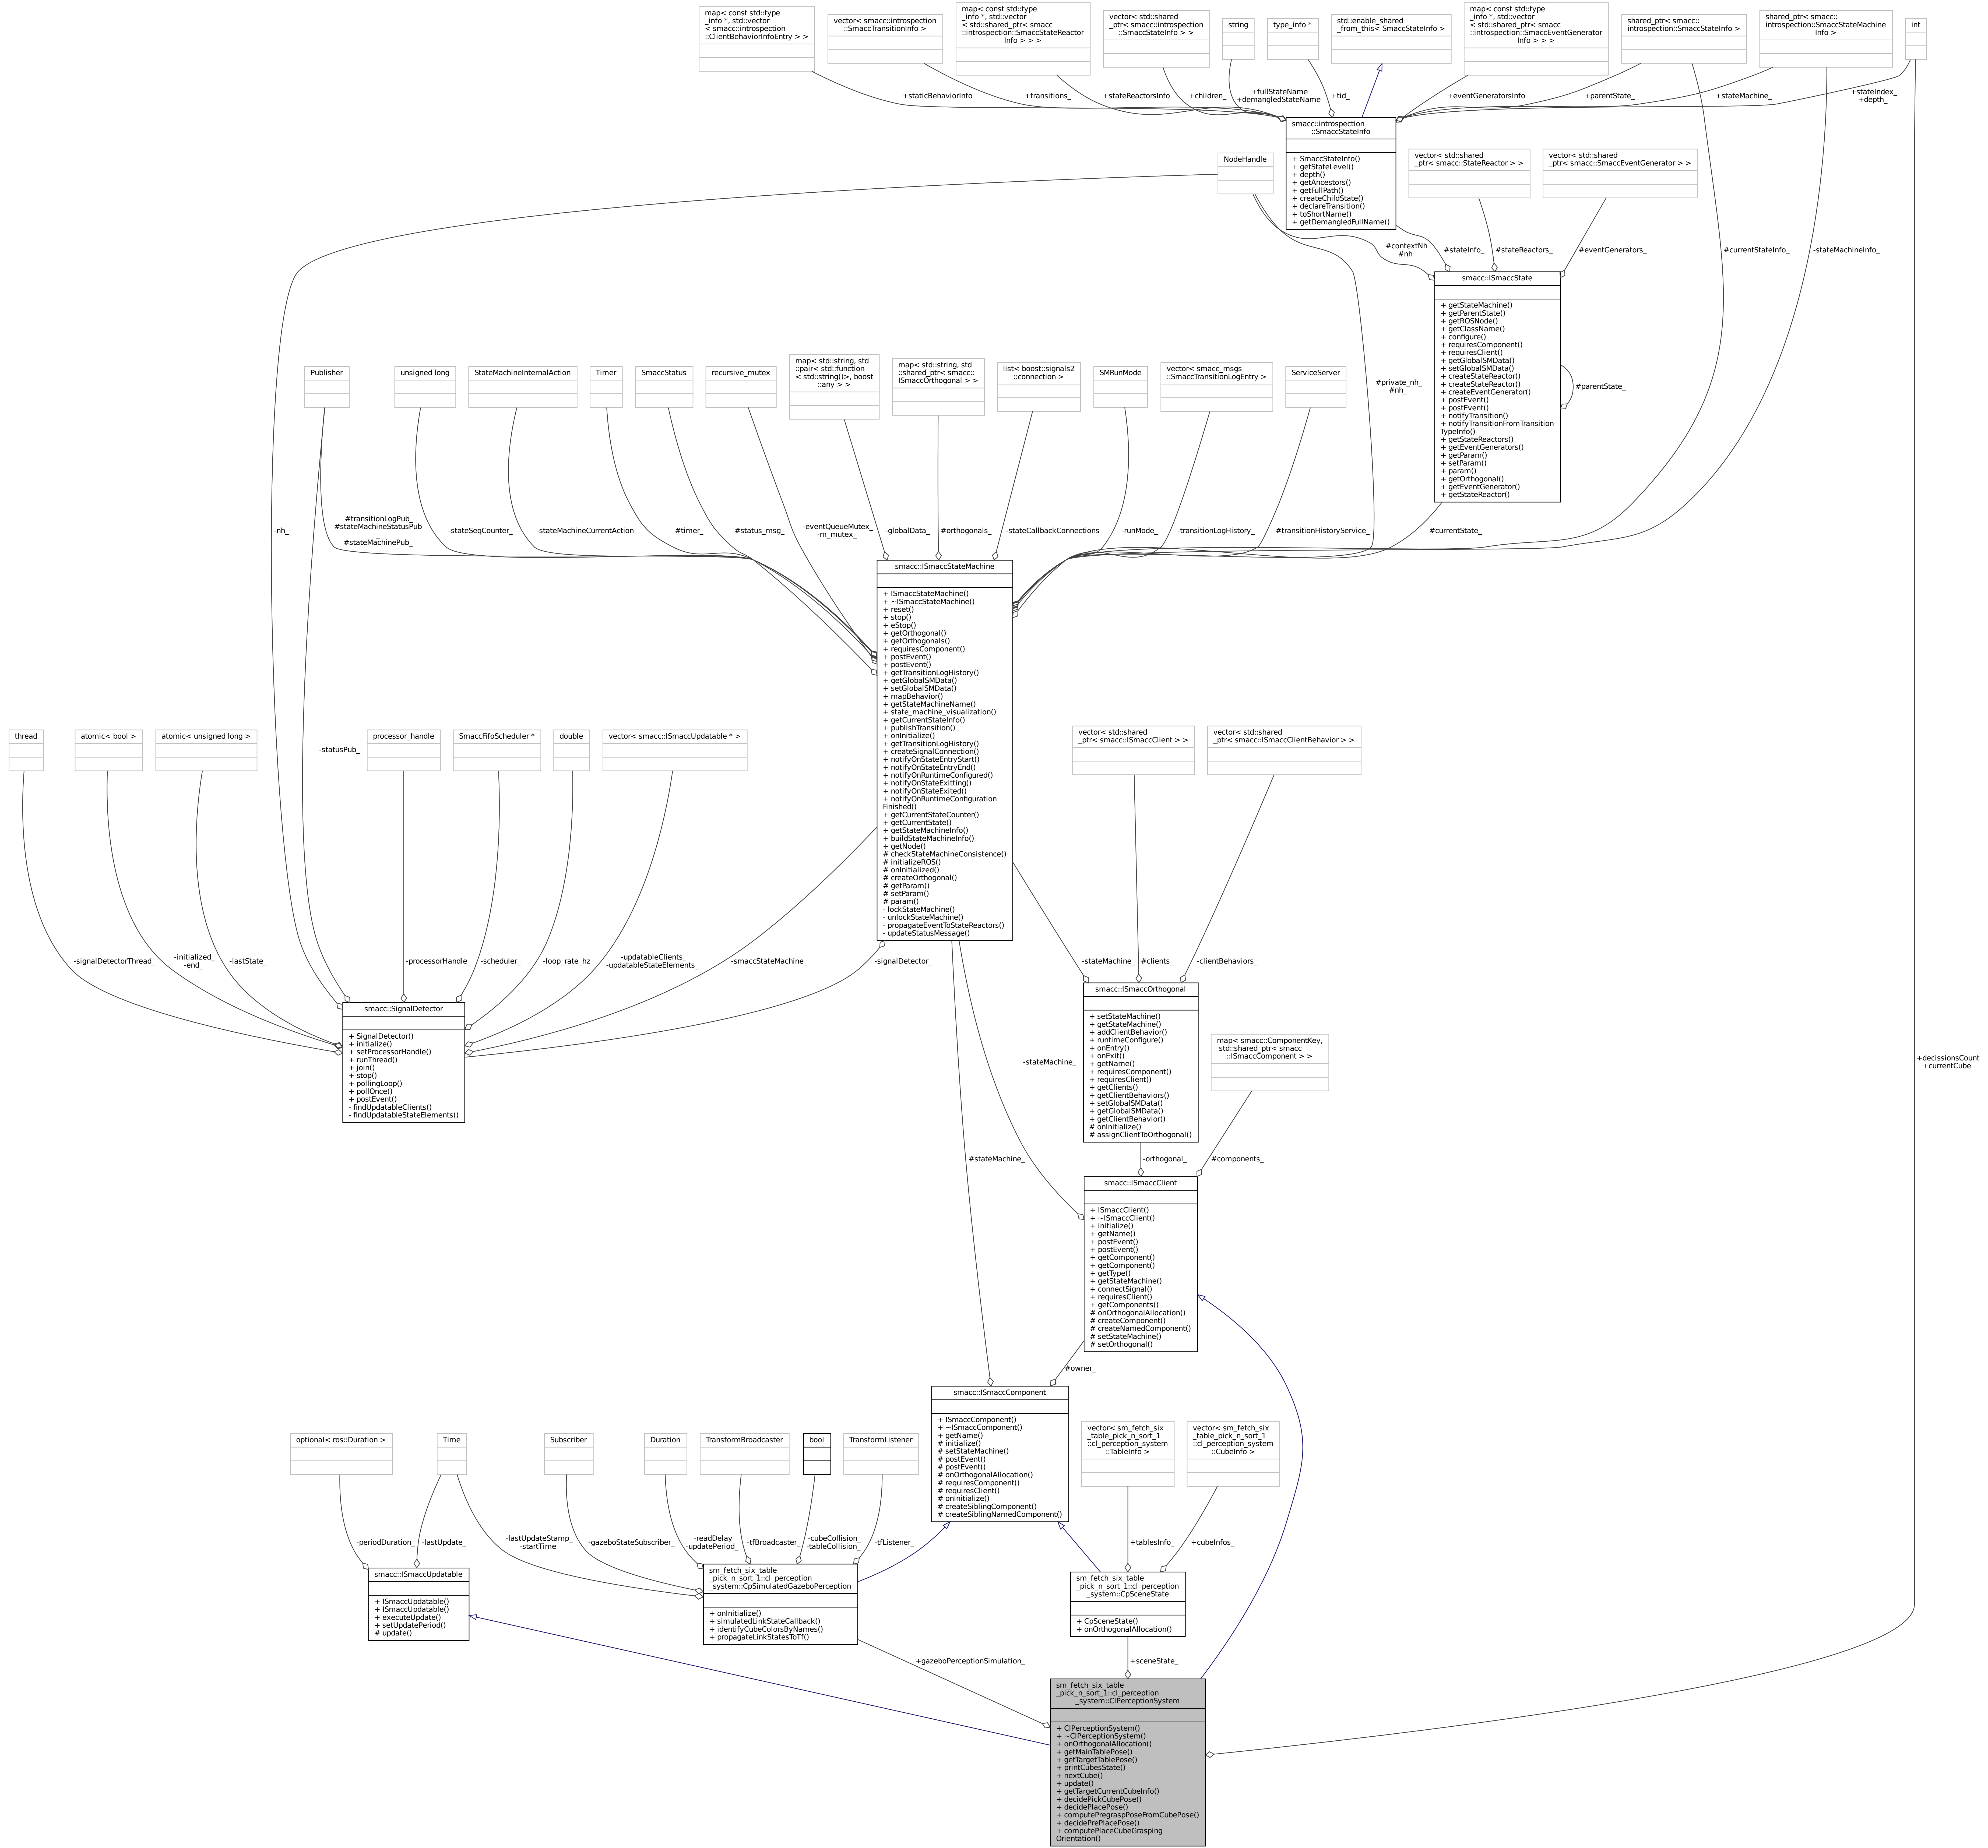 map< const std::type
_info *, std::vector
< smacc::introspection
::ClientBehaviorInfoEntry > >
vector< smacc::introspection
::SmaccTransitionInfo >
map< const std::type
_info *, std::vector
< std::shared_ptr< smacc
::introspection::SmaccStateReactor
Info > > >
vector< std::shared
_ptr< smacc::introspection
::SmaccStateInfo > >
string
type_info *
std::enable_shared
_from_this< SmaccStateInfo >
map< const std::type
_info *, std::vector
< std::shared_ptr< smacc
::introspection::SmaccEventGenerator
Info > > >
shared_ptr< smacc::
introspection::SmaccStateInfo >
shared_ptr< smacc::
introspection::SmaccStateMachine
Info >
int
+staticBehaviorInfo
+transitions_
+stateReactorsInfo
+children_
+fullStateName
+demangledStateName
+tid_
+eventGeneratorsInfo
+parentState_
+stateMachine_
+stateIndex_
+depth_
smacc::introspection
::SmaccStateInfo
+ SmaccStateInfo()
+ getStateLevel()
+ depth()
+ getAncestors()
+ getFullPath()
+ createChildState()
+ declareTransition()
+ toShortName()
+ getDemangledFullName()
NodeHandle
vector< std::shared
_ptr< smacc::StateReactor > >
vector< std::shared
_ptr< smacc::SmaccEventGenerator > >
#contextNh
#nh
#stateInfo_
#stateReactors_
#eventGenerators_
#currentStateInfo_
-stateMachineInfo_
smacc::ISmaccState
+ getStateMachine()
+ getParentState()
+ getROSNode()
+ getClassName()
+ configure()
+ requiresComponent()
+ requiresClient()
+ getGlobalSMData()
+ setGlobalSMData()
+ createStateReactor()
+ createStateReactor()
+ createEventGenerator()
+ postEvent()
+ postEvent()
+ notifyTransition()
+ notifyTransitionFromTransition
TypeInfo()
+ getStateReactors()
+ getEventGenerators()
+ getParam()
+ setParam()
+ param()
+ getOrthogonal()
+ getEventGenerator()
+ getStateReactor()
#parentState_
#private_nh_
#nh_
Publisher
unsigned long
StateMachineInternalAction
Timer
SmaccStatus
recursive_mutex
map< std::string, std
::pair< std::function
< std::string()>, boost
::any > >
map< std::string, std
::shared_ptr< smacc::
ISmaccOrthogonal > >
list< boost::signals2
::connection >
SMRunMode
vector< smacc_msgs
::SmaccTransitionLogEntry >
ServiceServer
-nh_
#transitionLogPub_
#stateMachineStatusPub
_
#stateMachinePub_
-stateSeqCounter_
-stateMachineCurrentAction
#timer_
#status_msg_
-eventQueueMutex_
-m_mutex_
-globalData_
#orthogonals_
-stateCallbackConnections
-runMode_
-transitionLogHistory_
#transitionHistoryService_
#currentState_
smacc::ISmaccStateMachine
+ ISmaccStateMachine()
+ ~ISmaccStateMachine()
+ reset()
+ stop()
+ eStop()
+ getOrthogonal()
+ getOrthogonals()
+ requiresComponent()
+ postEvent()
+ postEvent()
+ getTransitionLogHistory()
+ getGlobalSMData()
+ setGlobalSMData()
+ mapBehavior()
+ getStateMachineName()
+ state_machine_visualization()
+ getCurrentStateInfo()
+ publishTransition()
+ onInitialize()
+ getTransitionLogHistory()
+ createSignalConnection()
+ notifyOnStateEntryStart()
+ notifyOnStateEntryEnd()
+ notifyOnRuntimeConfigured()
+ notifyOnStateExitting()
+ notifyOnStateExited()
+ notifyOnRuntimeConfiguration
Finished()
+ getCurrentStateCounter()
+ getCurrentState()
+ getStateMachineInfo()
+ buildStateMachineInfo()
+ getNode()
# checkStateMachineConsistence()
# initializeROS()
# onInitialized()
# createOrthogonal()
# getParam()
# setParam()
# param()
- lockStateMachine()
- unlockStateMachine()
- propagateEventToStateReactors()
- updateStatusMessage()
thread
atomic< bool >
atomic< unsigned long >
-statusPub_
processor_handle
SmaccFifoScheduler *
double
vector< smacc::ISmaccUpdatable * >
vector< std::shared
_ptr< smacc::ISmaccClient > >
vector< std::shared
_ptr< smacc::ISmaccClientBehavior > >
-signalDetectorThread_
-initialized_
-end_
-lastState_
-processorHandle_
-scheduler_
-loop_rate_hz
-updatableClients_
-updatableStateElements_
-smaccStateMachine_
-signalDetector_
-stateMachine_
#clients_
-clientBehaviors_
smacc::SignalDetector
+ SignalDetector()
+ initialize()
+ setProcessorHandle()
+ runThread()
+ join()
+ stop()
+ pollingLoop()
+ pollOnce()
+ postEvent()
- findUpdatableClients()
- findUpdatableStateElements()
smacc::ISmaccOrthogonal
+ setStateMachine()
+ getStateMachine()
+ addClientBehavior()
+ runtimeConfigure()
+ onEntry()
+ onExit()
+ getName()
+ requiresComponent()
+ requiresClient()
+ getClients()
+ getClientBehaviors()
+ setGlobalSMData()
+ getGlobalSMData()
+ getClientBehavior()
# onInitialize()
# assignClientToOrthogonal()
map< smacc::ComponentKey,
std::shared_ptr< smacc
::ISmaccComponent > >
-stateMachine_
+decissionsCount
+currentCube
#stateMachine_
-orthogonal_
#components_
smacc::ISmaccClient
+ ISmaccClient()
+ ~ISmaccClient()
+ initialize()
+ getName()
+ postEvent()
+ postEvent()
+ getComponent()
+ getComponent()
+ getType()
+ getStateMachine()
+ connectSignal()
+ requiresClient()
+ getComponents()
# onOrthogonalAllocation()
# createComponent()
# createNamedComponent()
# setStateMachine()
# setOrthogonal()
#owner_
smacc::ISmaccComponent
+ ISmaccComponent()
+ ~ISmaccComponent()
+ getName()
# initialize()
# setStateMachine()
# postEvent()
# postEvent()
# onOrthogonalAllocation()
# requiresComponent()
# requiresClient()
# onInitialize()
# createSiblingComponent()
# createSiblingNamedComponent()
optional< ros::Duration >
Time
Subscriber
Duration
TransformBroadcaster
bool
TransformListener
vector< sm_fetch_six
_table_pick_n_sort_1
::cl_perception_system
::TableInfo >
vector< sm_fetch_six
_table_pick_n_sort_1
::cl_perception_system
::CubeInfo >
-periodDuration_
-lastUpdate_
-lastUpdateStamp_
-startTime
-gazeboStateSubscriber_
-readDelay
-updatePeriod_
-tfBroadcaster_
-cubeCollision_
-tableCollision_
-tfListener_
+tablesInfo_
+cubeInfos_
smacc::ISmaccUpdatable
+ ISmaccUpdatable()
+ ISmaccUpdatable()
+ executeUpdate()
+ setUpdatePeriod()
# update()
sm_fetch_six_table
_pick_n_sort_1::cl_perception
_system::CpSimulatedGazeboPerception
+ onInitialize()
+ simulatedLinkStateCallback()
+ identifyCubeColorsByNames()
+ propagateLinkStatesToTf()
sm_fetch_six_table
_pick_n_sort_1::cl_perception
_system::CpSceneState
+ CpSceneState()
+ onOrthogonalAllocation()
+gazeboPerceptionSimulation_
+sceneState_
sm_fetch_six_table
_pick_n_sort_1::cl_perception
_system::ClPerceptionSystem
+ ClPerceptionSystem()
+ ~ClPerceptionSystem()
+ onOrthogonalAllocation()
+ getMainTablePose()
+ getTargetTablePose()
+ printCubesState()
+ nextCube()
+ update()
+ getTargetCurrentCubeInfo()
+ decidePickCubePose()
+ decidePlacePose()
+ computePregraspPoseFromCubePose()
+ decidePrePlacePose()
+ computePlaceCubeGrasping
Orientation()